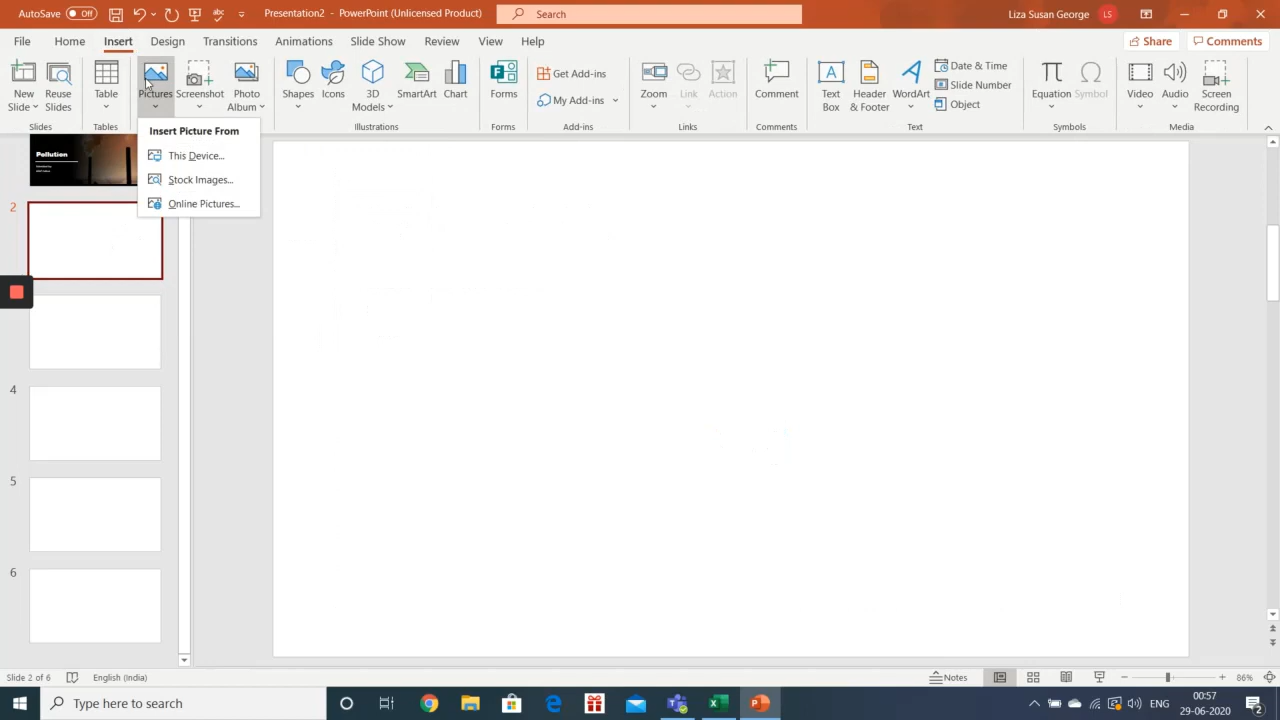 AutoSave Off Presentation2 - PowerPoint (Unlicensed Product) Search Liza Susan George LS
File Home Insert Design Transitions Animations Slide Show Review View Help Share Comments
New Slide
Reuse Slides
Table
Pictures
Screenshot
Photo Album
Shapes
Icons
3D Models
SmartArt
Chart
Forms
Get Add-ins
My Add-ins
Zoom
Link
Action
Comment
Text Box
Header & Footer
WordArt
Date & Time
Slide Number
Object
Equation
Symbol
Video
Audio
Screen Recording
Slides Tables Illustrations Forms Add-ins Links Comments Text Symbols Media
Insert Picture From
This Device...
Stock Images...
Online Pictures...
Pollution
2
4
5
6
Slide 2 of 6 English (India) Notes 86%
Type here to search ENG 00:57
29-06-2020 2